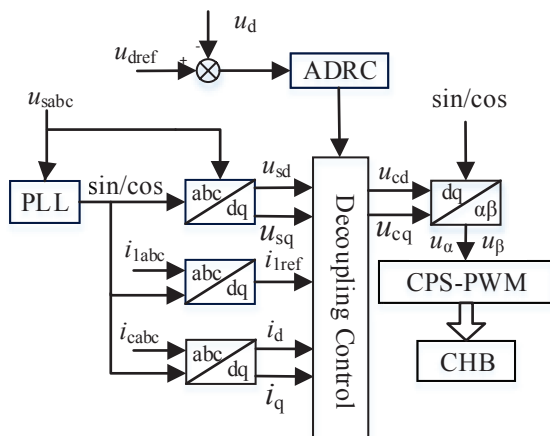 u_d
-
u_dref
+
ADRC
u_sabc
sin/cos
PLL
sin/cos
abc
dq
u_sd
u_sq
Decoupling Control
u_cd
u_cq
dq
αβ
u_α
u_β
i_1abc
abc
dq
i_1ref
CPS-PWM
i_cabc
abc
dq
i_d
i_q
CHB